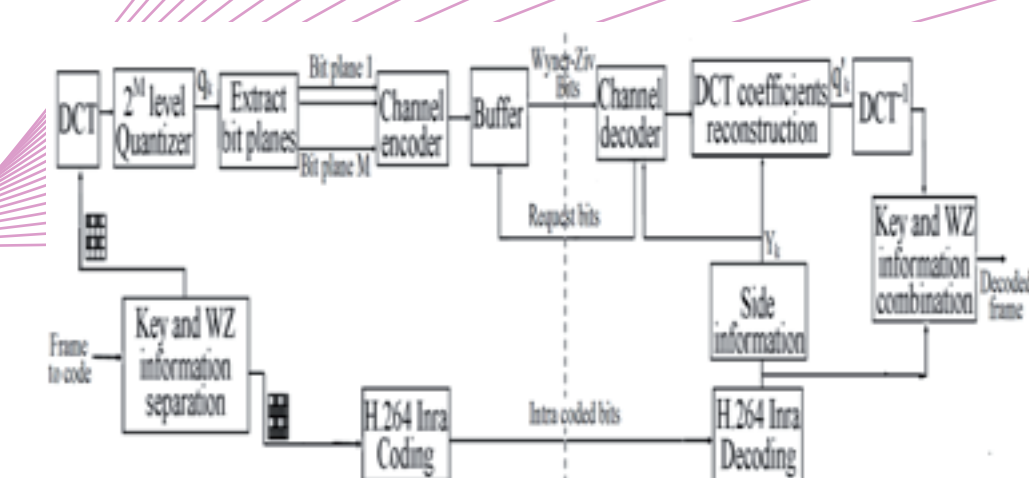 DCT
2^M level
Quantizer
q_k
Extract
bit planes
Bit plane 1
Bit plane M
Channel
encoder
Buffer
Wyner-Ziv
Bits
Channel
decoder
DCT coefficients
reconstruction
q'_k
DCT^-1
Request bits
Y_k
Key and WZ
information
combination
Decoded
frame
Side
information
Frame
to code
Key and WZ
information
separation
H.264 Inra
Coding
Intra coded bits
H.264 Inra
Decoding